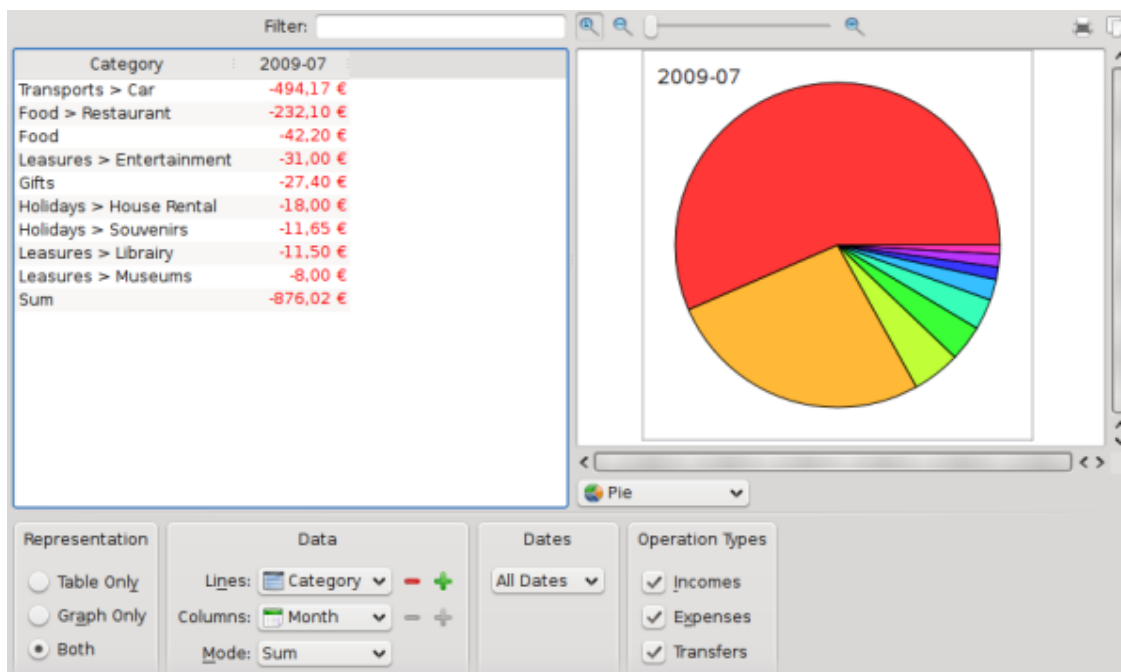 Filter:
Category 2009-07
Transports > Car -494,17 €
Food > Restaurant -232,10 €
Food -42,20 €
Leasures > Entertainment -31,00 €
Gifts -27,40 €
Holidays > House Rental -18,00 €
Holidays > Souvenirs -11,65 €
Leasures > Librairy -11,50 €
Leasures > Museums -8,00 €
Sum -876,02 €
2009-07
Pie
Representation
Table Only
Graph Only
Both
Data
Lines: Category
Columns: Month
Mode: Sum
Dates
All Dates
Operation Types
Incomes
Expenses
Transfers